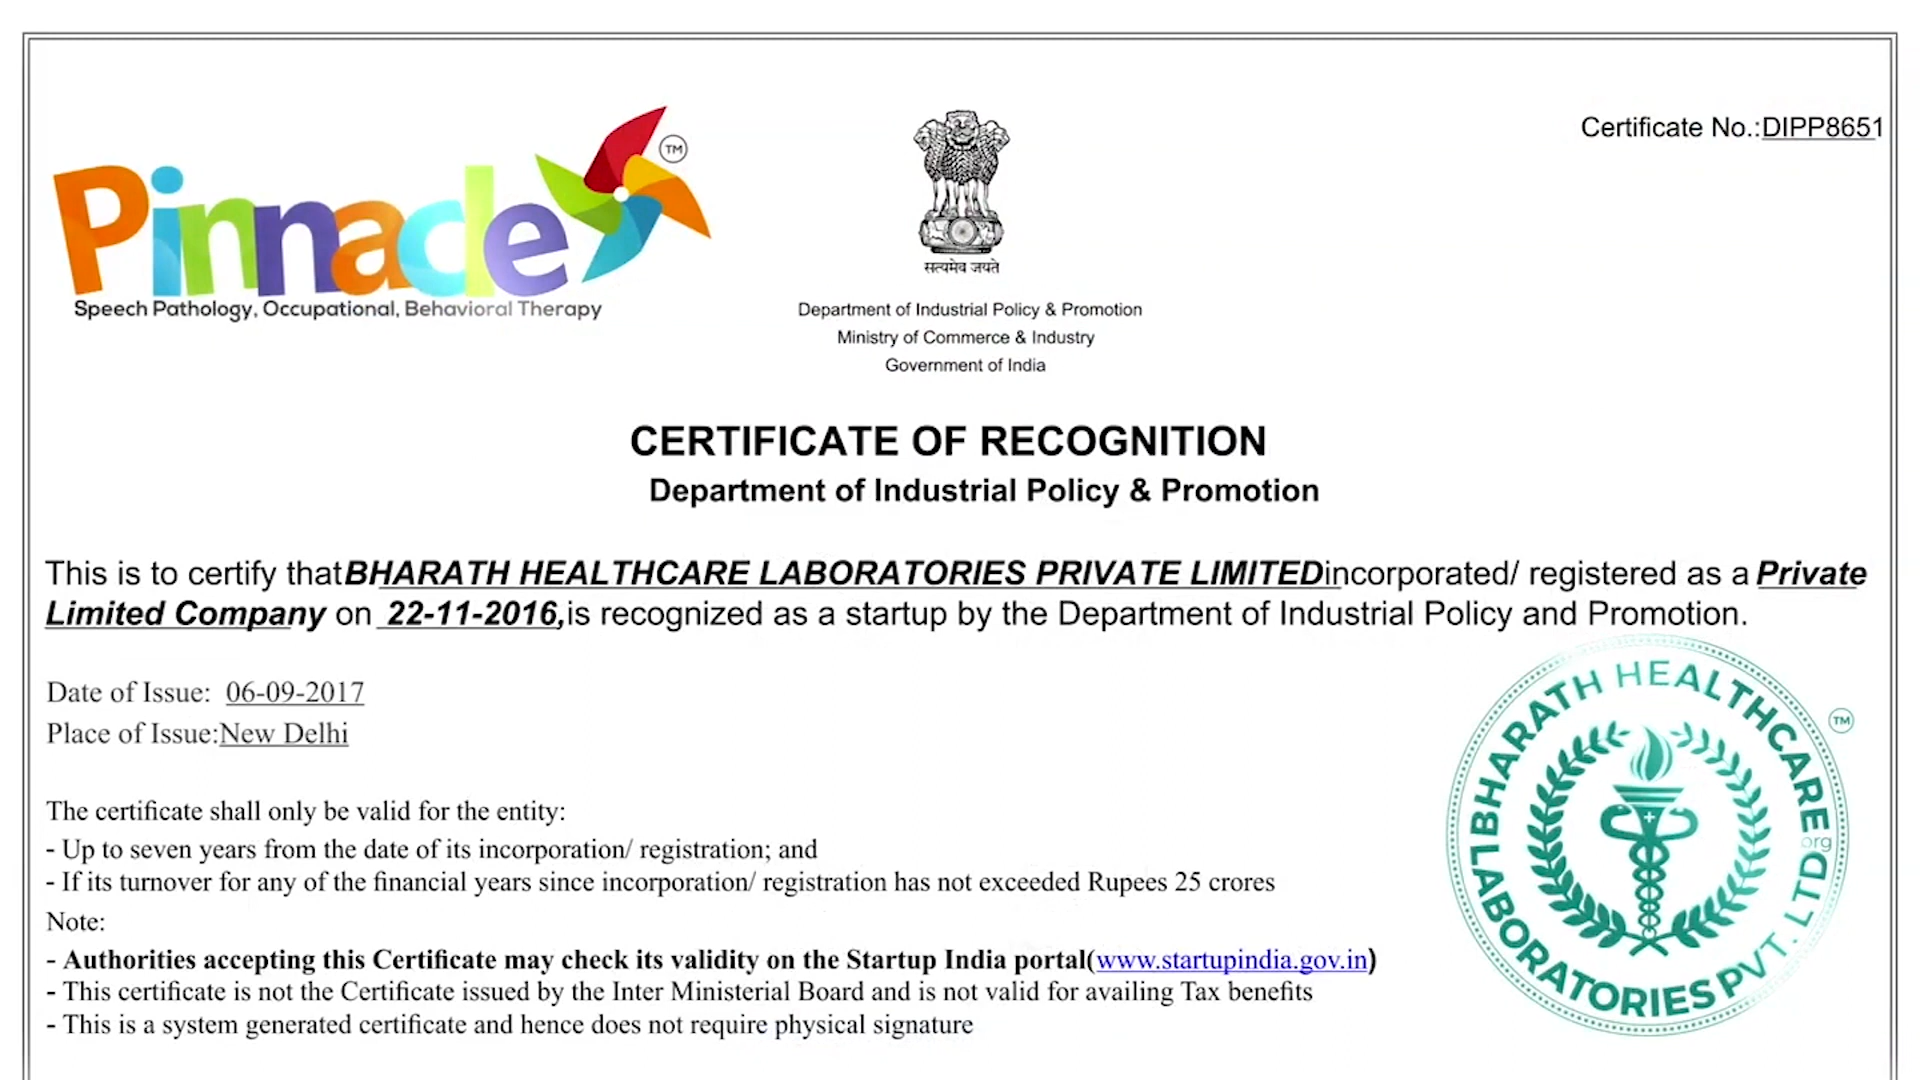 Certificate No.:DIPP8651
Pinnacle TM
Speech Pathology, Occupational, Behavioral Therapy
सत्यमेव जयते
Department of Industrial Policy & Promotion
Ministry of Commerce & Industry
Government of India
CERTIFICATE OF RECOGNITION
Department of Industrial Policy & Promotion
This is to certify thatBHARATH HEALTHCARE LABORATORIES PRIVATE LIMITEDincorporated/ registered as a Private
Limited Company on 22-11-2016,is recognized as a startup by the Department of Industrial Policy and Promotion.
Date of Issue: 06-09-2017
Place of Issue:New Delhi
The certificate shall only be valid for the entity:
- Up to seven years from the date of its incorporation/ registration; and
- If its turnover for any of the financial years since incorporation/ registration has not exceeded Rupees 25 crores
Note:
- Authorities accepting this Certificate may check its validity on the Startup India portal(www.startupindia.gov.in)
- This certificate is not the Certificate issued by the Inter Ministerial Board and is not valid for availing Tax benefits
- This is a system generated certificate and hence does not require physical signature
BHARATH HEALTHCARE
LABORATORIES PVT. LTD
.org
TM